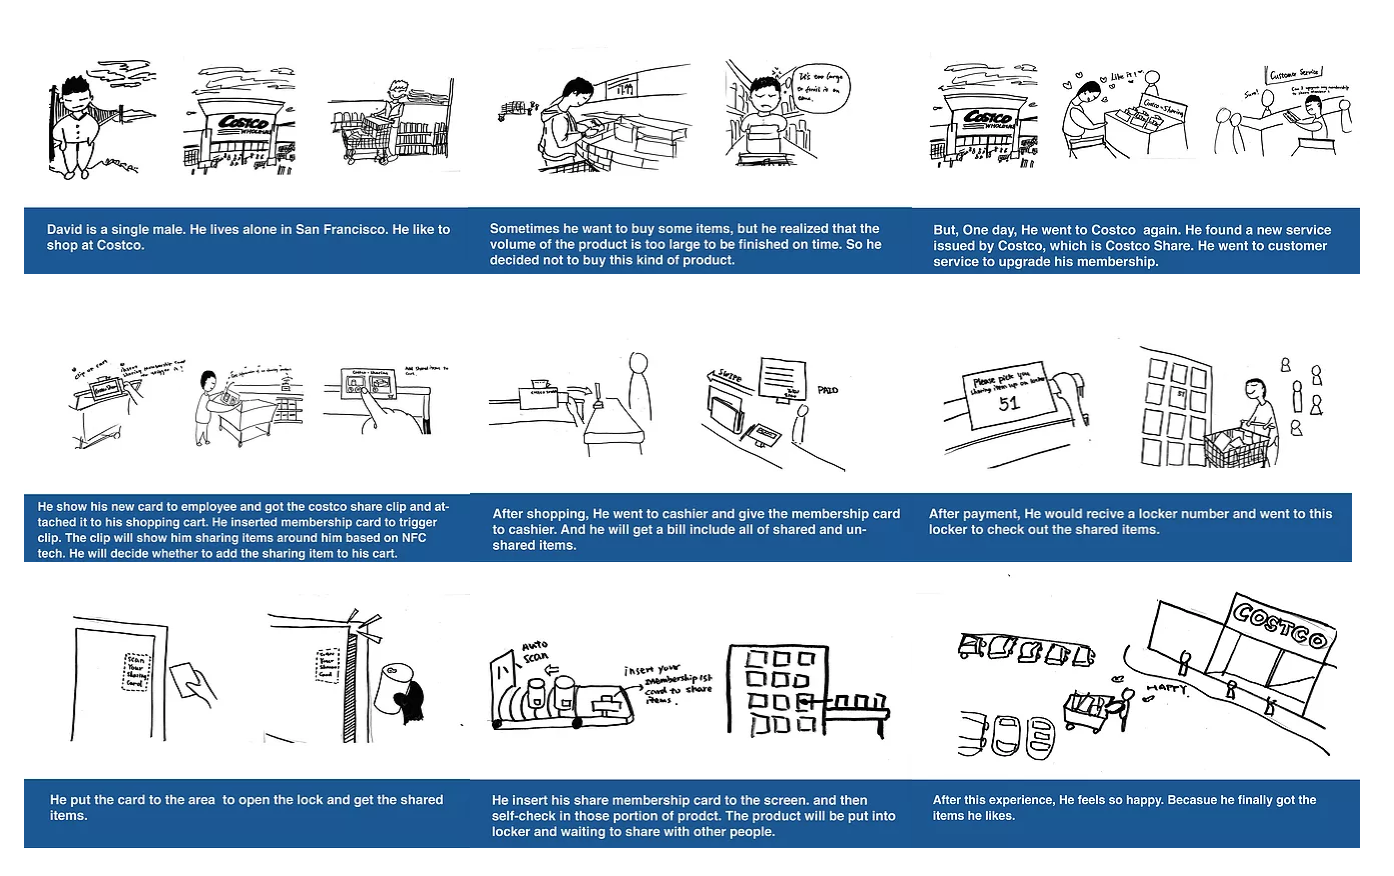 COSTCO
WHOLESALE
$1.99
It's too large
to finish it on
time.
COSTCO
WHOLESALE
Like it!
Costco-Sharing
Customer Service
Sure!
Can I upgrade my membership
to share member?
David is a single male. He lives alone in San Francisco. He like to
shop at Costco.
Sometimes he want to buy some items, but he realized that the
volume of the product is too large to be finished on time. So he
decided not to buy this kind of product.
But, One day, He went to Costco  again. He found a new service
issued by Costco, which is Costco Share. He went to customer
service to upgrade his membership.
Clip at cart
Costco Share
Costco-Sharing
Add shared items to
Cart.
COSTCO SHARE
SWIPE
PAID
Please pick you
sharing item up on locker
51
51
He show his new card to employee and got the costco share clip and at-
tached it to his shopping cart. He inserted membership card to trigger
clip. The clip will show him sharing items around him based on NFC
tech. He will decide whether to add the sharing item to his cart.
After shopping, He went to cashier and give the membership card
to cashier. And he will get a bill include all of shared and un-
shared items.
After payment, He would recive a locker number and went to this
locker to check out the shared items.
Scan
Your
Sharing
Card
AUTO
SCAN
insert your
membership
card to share
items.
COSTCO
HAPPY.
He put the card to the area  to open the lock and get the shared
items.
He insert his share membership card to the screen. and then
self-check in those portion of prodct. The product will be put into
locker and waiting to share with other people.
After this experience, He feels so happy. Becasue he finally got the
items he likes.